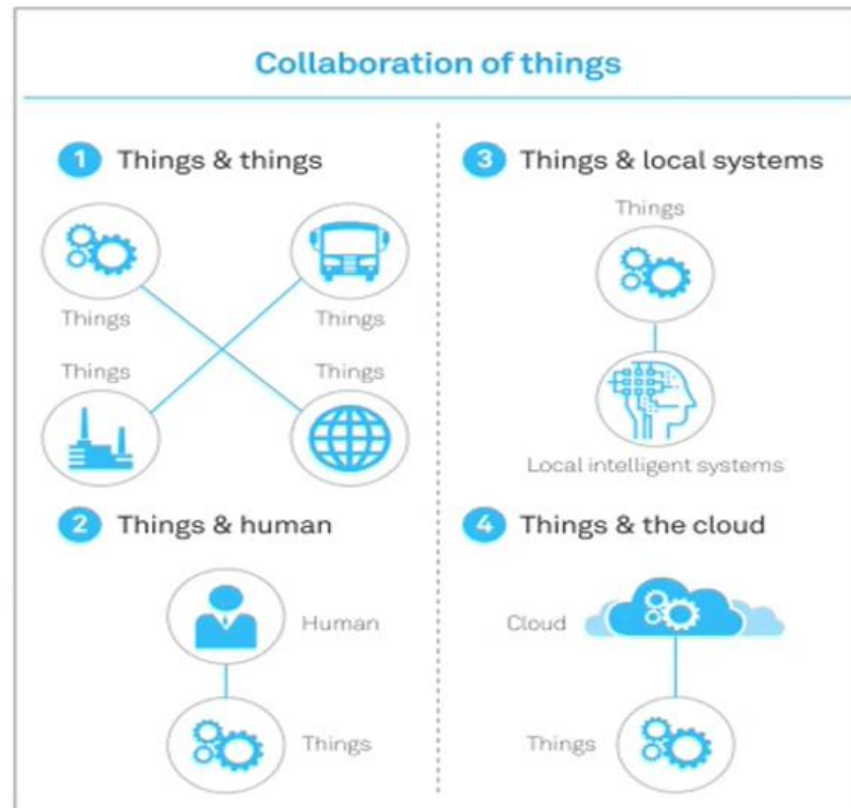 Collaboration of things
1 Things & things
Things
Things
Things
Things
2 Things & human
Human
Things
3 Things & local systems
Things
Local intelligent systems
4 Things & the cloud
Cloud
Things